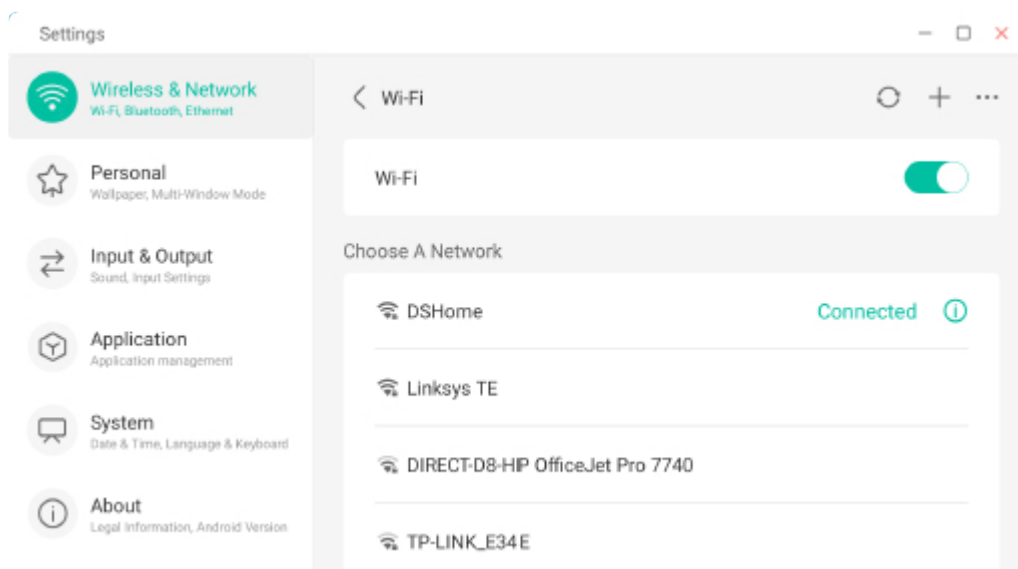 Settings
Wireless & Network
Wi-Fi, Bluetooth, Ethernet
Personal
Wallpaper, Multi-Window Mode
Input & Output
Sound, Input Settings
Application
Application management
System
Date & Time, Language & Keyboard
About
Legal Information, Android Version
Wi-Fi
Wi-Fi
Choose A Network
DSHome Connected
Linksys TE
DIRECT-D8-HP OfficeJet Pro 7740
TP-LINK_E34E